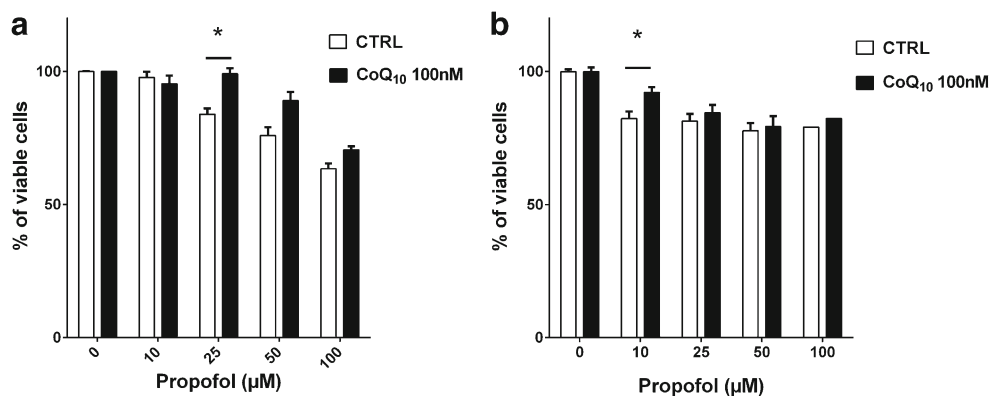 a
*
CTRL
CoQ₁₀ 100nM
% of viable cells
100
50
0
0 10 25 50 100
Propofol (µM)
b
*
CTRL
CoQ₁₀ 100nM
% of viable cells
100
50
0
0 10 25 50 100
Propofol (µM)